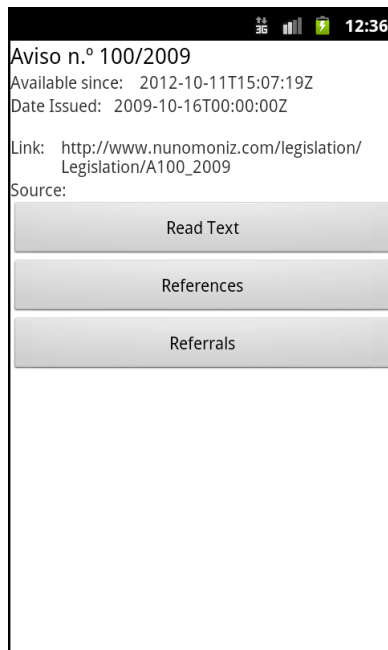 3G 12:36
Aviso n.º 100/2009
Available since: 2012-10-11T15:07:19Z
Date Issued: 2009-10-16T00:00:00Z
Link: http://www.nunomoniz.com/legislation/
Legislation/A100_2009
Source:
Read Text
References
Referrals